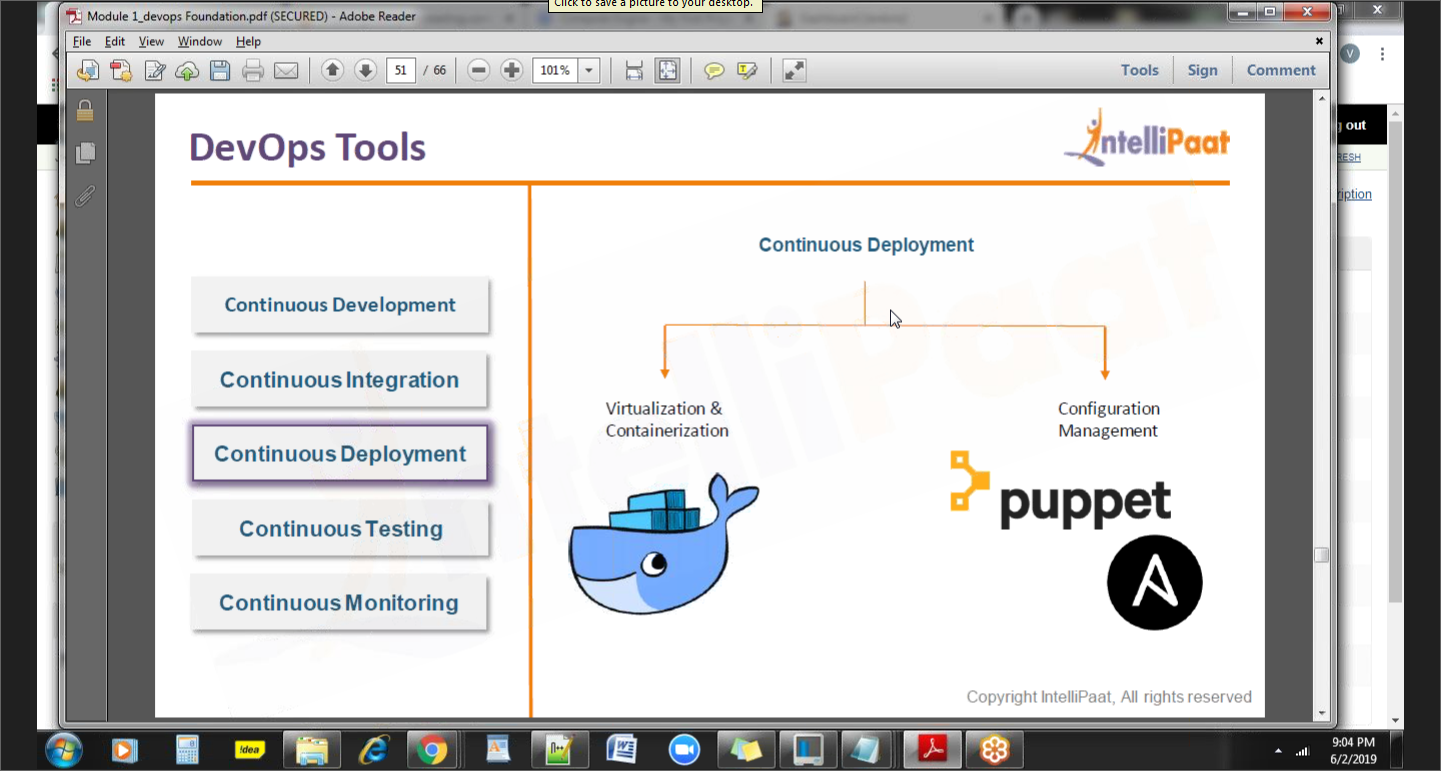 Click to save a picture to your desktop.
Module 1_devops Foundation.pdf (SECURED) - Adobe Reader
File Edit View Window Help
51 / 66
101%
Tools Sign Comment
V
out
RESH
ription
DevOps Tools
IntelliPaat
Continuous Development
Continuous Integration
Continuous Deployment
Continuous Testing
Continuous Monitoring
Continuous Deployment
Virtualization &
Containerization
Configuration
Management
puppet
IntelliPaat
Copyright IntelliPaat, All rights reserved
!dea
9:04 PM
6/2/2019